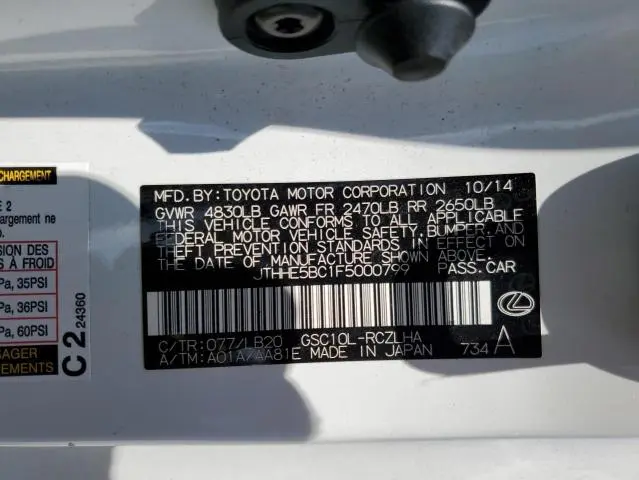 CHARGEMENT
E 2
argement ne
p.
SION DES
S À FROID
Pa, 35PSI
Pa, 36PSI
Pa, 60PSI
AGER
EMENTS
C 2 24360
MFD. BY: TOYOTA MOTOR CORPORATION 10/14
GVWR 4830LB GAWR FR 2470LB RR 2650LB
THIS VEHICLE CONFORMS TO ALL APPLICABLE
FEDERAL MOTOR VEHICLE SAFETY, BUMPER, AND
THEFT PREVENTION STANDARDS IN EFFECT ON
THE DATE OF MANUFACTURE SHOWN ABOVE.
JTHHE5BC1F5000799 PASS. CAR
C/TR: 077/LB20 GSC10L-RCZLHA
A/TM: A01A/AA81E MADE IN JAPAN 734 A